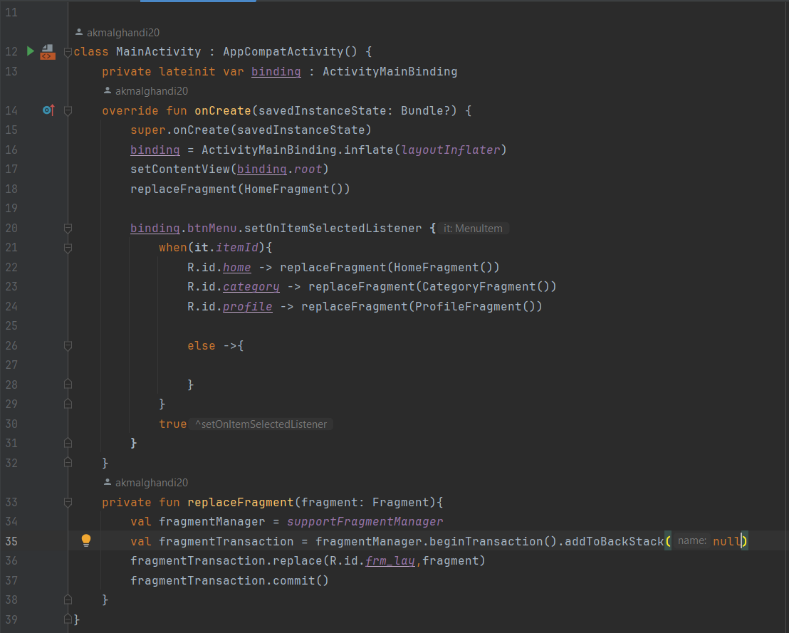 11
akmalghandi20
12 class MainActivity : AppCompatActivity() {
13 private lateinit var binding : ActivityMainBinding
akmalghandi20
14 override fun onCreate(savedInstanceState: Bundle?) {
15 super.onCreate(savedInstanceState)
16 binding = ActivityMainBinding.inflate(layoutInflater)
17 setContentView(binding.root)
18 replaceFragment(HomeFragment())
19
20 binding.btnMenu.setOnItemSelectedListener { it: MenuItem
21 when(it.itemId){
22 R.id.home -> replaceFragment(HomeFragment())
23 R.id.category -> replaceFragment(CategoryFragment())
24 R.id.profile -> replaceFragment(ProfileFragment())
25
26 else ->{
27
28 }
29 }
30 true ^setOnItemSelectedListener
31 }
32 }
akmalghandi20
33 private fun replaceFragment(fragment: Fragment){
34 val fragmentManager = supportFragmentManager
35 val fragmentTransaction = fragmentManager.beginTransaction().addToBackStack( name: null)
36 fragmentTransaction.replace(R.id.frm_lay,fragment)
37 fragmentTransaction.commit()
38 }
39 }